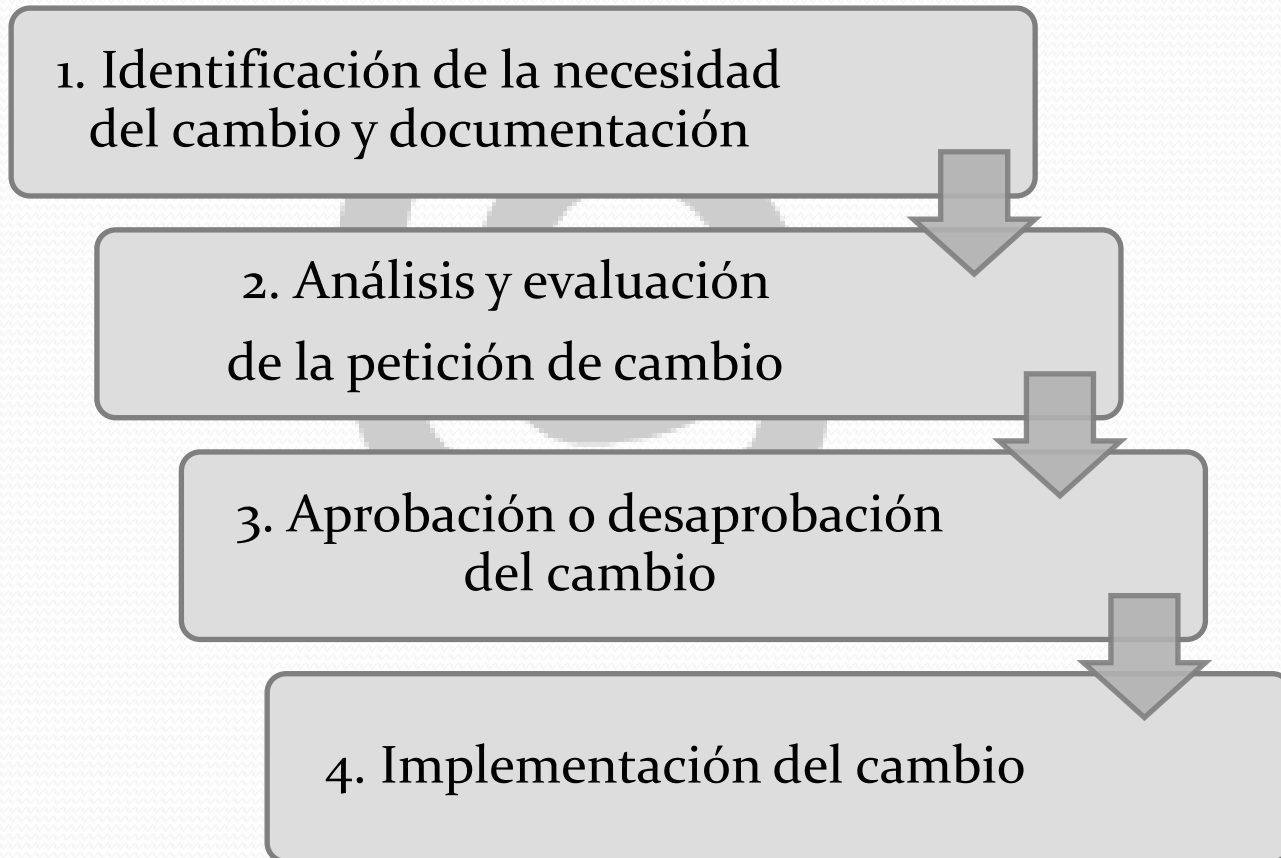 1. Identificación de la necesidad
del cambio y documentación
2. Análisis y evaluación
de la petición de cambio
3. Aprobación o desaprobación
del cambio
4. Implementación del cambio